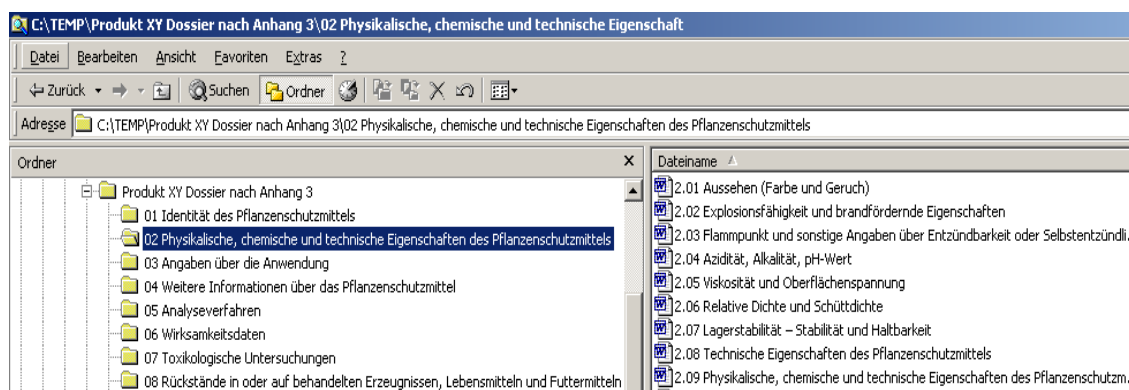 C:\TEMP\Produkt XY Dossier nach Anhang 3\02 Physikalische, chemische und technische Eigenschaft
Datei Bearbeiten Ansicht Favoriten Extras ?
Zurück Suchen Ordner
Adresse C:\TEMP\Produkt XY Dossier nach Anhang 3\02 Physikalische, chemische und technische Eigenschaften des Pflanzenschutzmittels
Ordner
Produkt XY Dossier nach Anhang 3
01 Identität des Pflanzenschutzmittels
02 Physikalische, chemische und technische Eigenschaften des Pflanzenschutzmittels
03 Angaben über die Anwendung
04 Weitere Informationen über das Pflanzenschutzmittel
05 Analyseverfahren
06 Wirksamkeitsdaten
07 Toxikologische Untersuchungen
08 Rückstände in oder auf behandelten Erzeugnissen, Lebensmitteln und Futtermitteln
Dateiname
2.01 Aussehen (Farbe und Geruch)
2.02 Explosionsfähigkeit und brandfördernde Eigenschaften
2.03 Flammpunkt und sonstige Angaben über Entzündbarkeit oder Selbstentzündli.
2.04 Azidität, Alkalität, pH-Wert
2.05 Viskosität und Oberflächenspannung
2.06 Relative Dichte und Schüttdichte
2.07 Lagerstabilität – Stabilität und Haltbarkeit
2.08 Technische Eigenschaften des Pflanzenschutzmittels
2.09 Physikalische, chemische und technische Eigenschaften des Pflanzenschutzm.